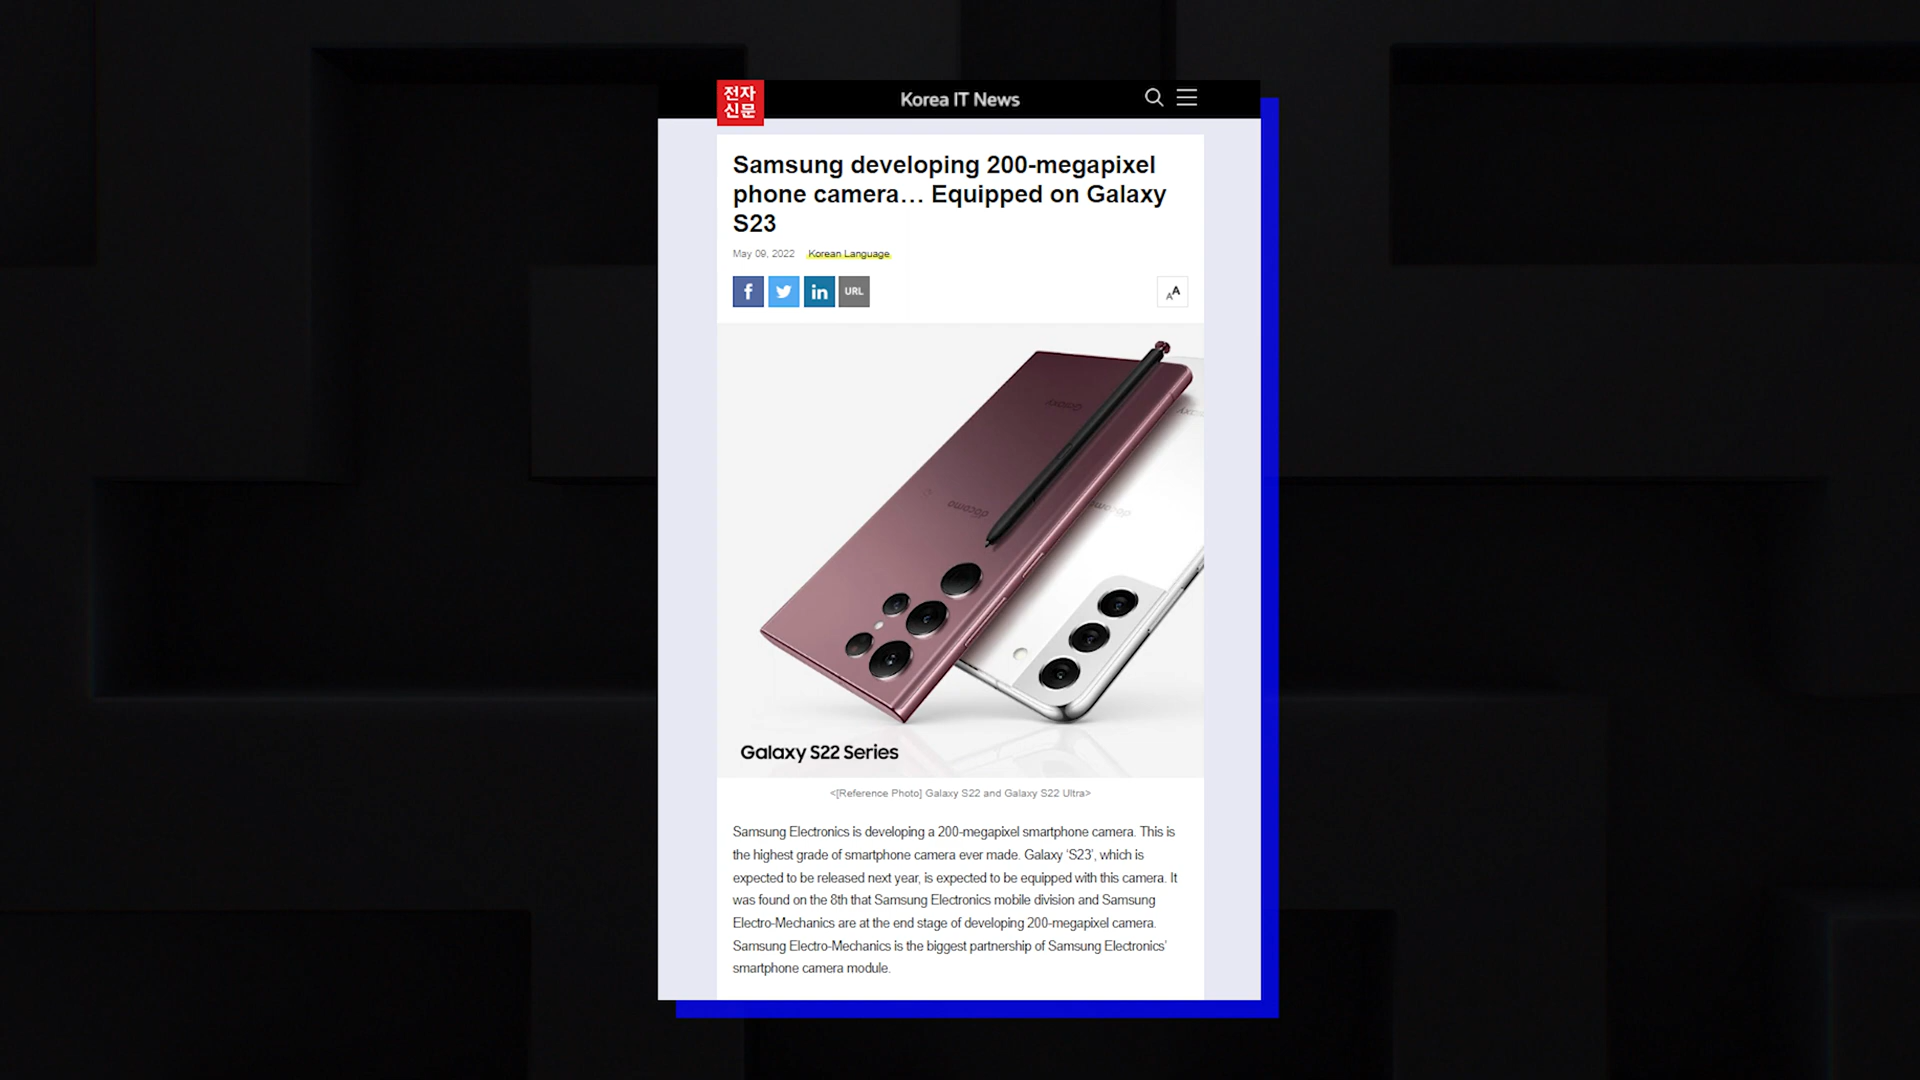 전자
신문
Korea IT News
Samsung developing 200-megapixel
phone camera… Equipped on Galaxy
S23
May 09, 2022 Korean Language
f in URL
AA
Galaxy
docomo
docomo
Galaxy S22 Series
<[Reference Photo] Galaxy S22 and Galaxy S22 Ultra>
Samsung Electronics is developing a 200-megapixel smartphone camera. This is
the highest grade of smartphone camera ever made. Galaxy ‘S23’, which is
expected to be released next year, is expected to be equipped with this camera. It
was found on the 8th that Samsung Electronics mobile division and Samsung
Electro-Mechanics are at the end stage of developing 200-megapixel camera.
Samsung Electro-Mechanics is the biggest partnership of Samsung Electronics’
smartphone camera module.